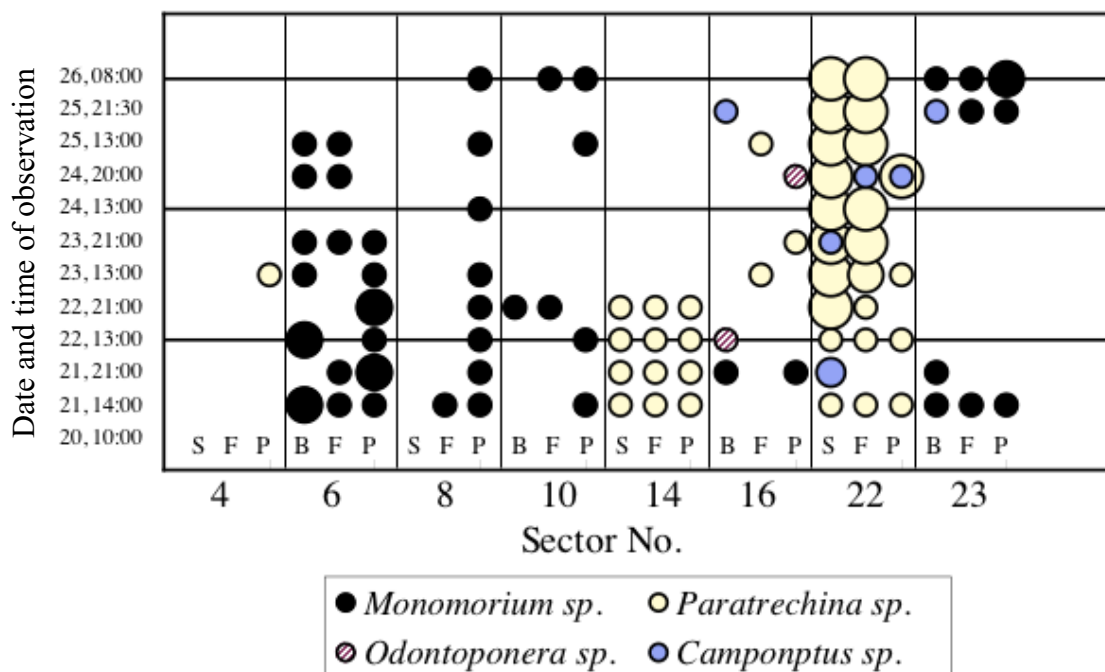 Date and time of observation
26, 08:00
25, 21:30
25, 13:00
24, 20:00
24, 13:00
23, 21:00
23, 13:00
22, 21:00
22, 13:00
21, 21:00
21, 14:00
20, 10:00
S F P B F P S F P B F P S F P B F P S F P B F P
4 6 8 10 14 16 22 23
Sector No.
Monomorium sp. Paratrechina sp.
Odontoponera sp. Camponptus sp.